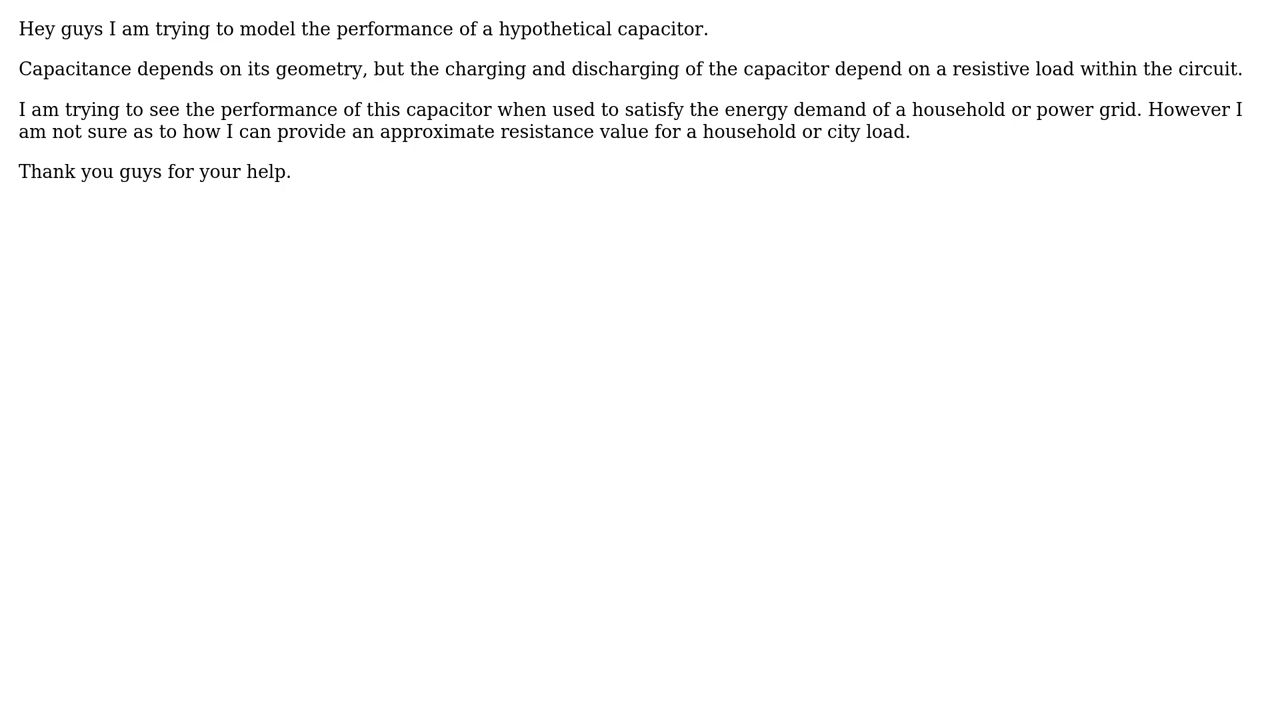 Hey guys I am trying to model the performance of a hypothetical capacitor.
Capacitance depends on its geometry, but the charging and discharging of the capacitor depend on a resistive load within the circuit.
I am trying to see the performance of this capacitor when used to satisfy the energy demand of a household or power grid. However I
am not sure as to how I can provide an approximate resistance value for a household or city load.
Thank you guys for your help.